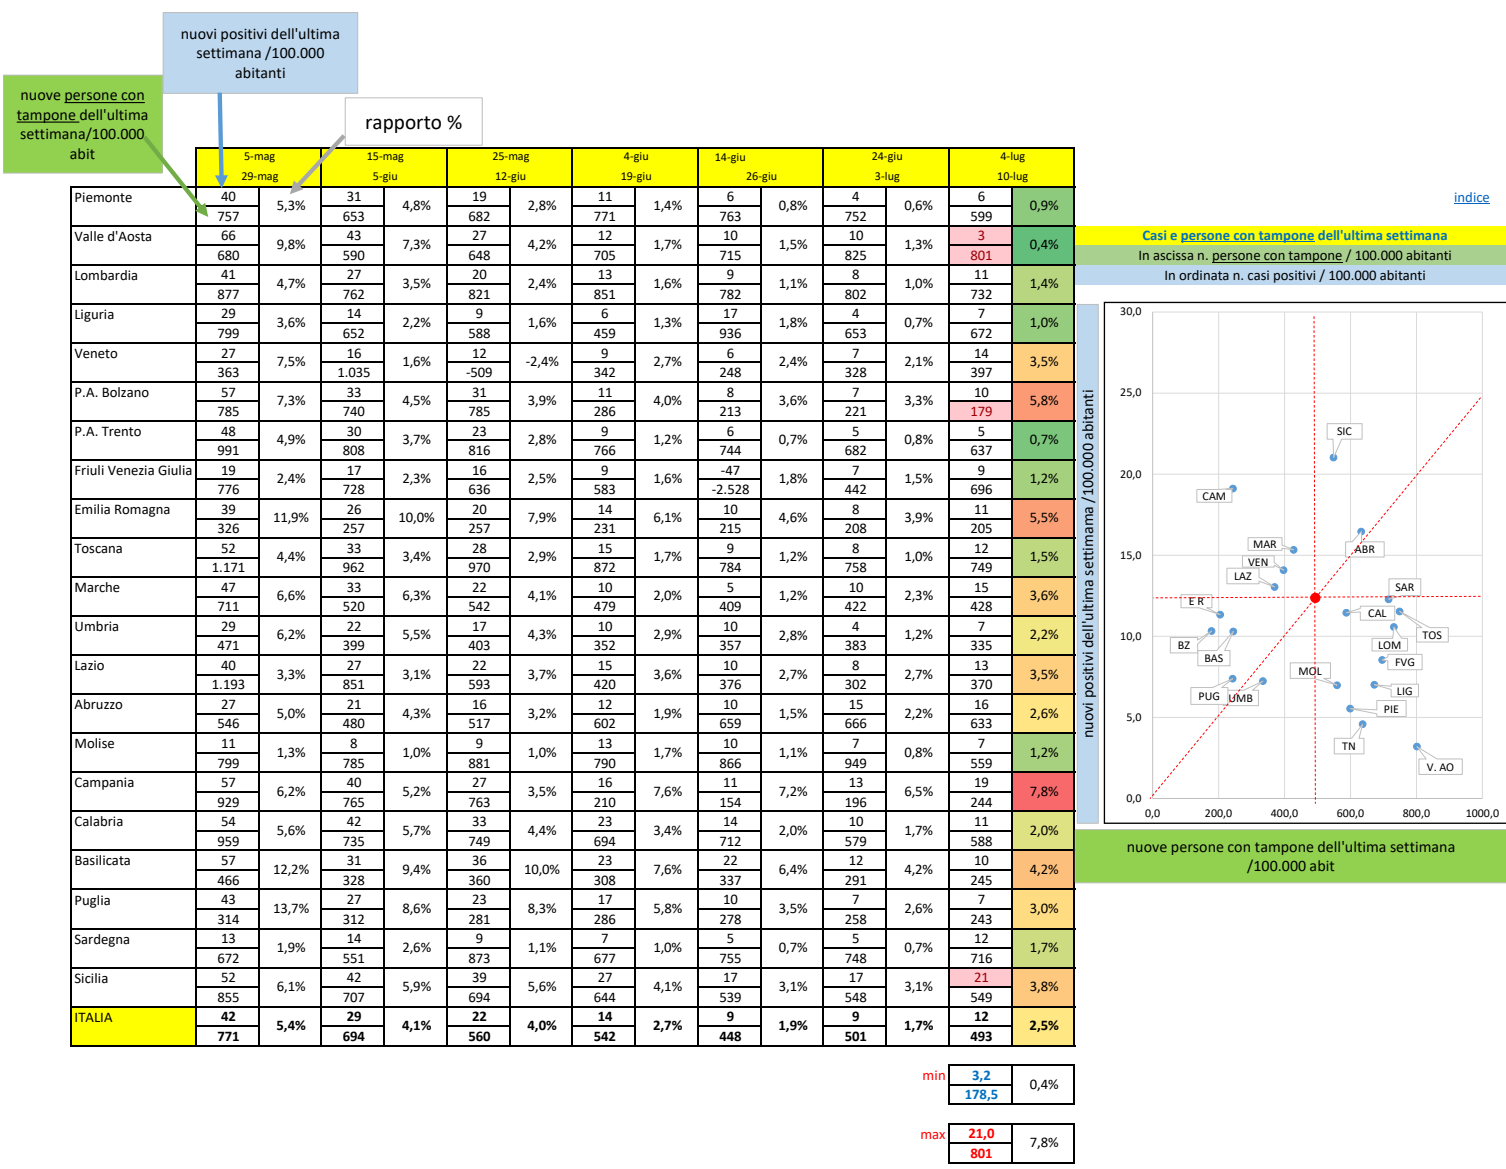 nuovi positivi dell'ultima
settimana /100.000
abitanti
nuove persone con
tampone dell'ultima
settimana/100.000
abit
rapporto %
5-mag 15-mag 25-mag 4-giu 14-giu 24-giu 4-lug
29-mag 5-giu 12-giu 19-giu 26-giu 3-lug 10-lug
Piemonte 40 5,3% 31 4,8% 19 2,8% 11 1,4% 6 0,8% 4 0,6% 6 0,9%
757 653 682 771 763 752 599
Valle d'Aosta 66 9,8% 43 7,3% 27 4,2% 12 1,7% 10 1,5% 10 1,3% 3 0,4%
680 590 648 705 715 825 801
Lombardia 41 4,7% 27 3,5% 20 2,4% 13 1,6% 9 1,1% 8 1,0% 11 1,4%
877 762 821 851 782 802 732
Liguria 29 3,6% 14 2,2% 9 1,6% 6 1,3% 17 1,8% 4 0,7% 7 1,0%
799 652 588 459 936 653 672
Veneto 27 7,5% 16 1,6% 12 -2,4% 9 2,7% 6 2,4% 7 2,1% 14 3,5%
363 1.035 -509 342 248 328 397
P.A. Bolzano 57 7,3% 33 4,5% 31 3,9% 11 4,0% 8 3,6% 7 3,3% 10 5,8%
785 740 785 286 213 221 179
P.A. Trento 48 4,9% 30 3,7% 23 2,8% 9 1,2% 6 0,7% 5 0,8% 5 0,7%
991 808 816 766 744 682 637
Friuli Venezia Giulia 19 2,4% 17 2,3% 16 2,5% 9 1,6% -47 1,8% 7 1,5% 9 1,2%
776 728 636 583 -2.528 442 696
Emilia Romagna 39 11,9% 26 10,0% 20 7,9% 14 6,1% 10 4,6% 8 3,9% 11 5,5%
326 257 257 231 215 208 205
Toscana 52 4,4% 33 3,4% 28 2,9% 15 1,7% 9 1,2% 8 1,0% 12 1,5%
1.171 962 970 872 784 758 749
Marche 47 6,6% 33 6,3% 22 4,1% 10 2,0% 5 1,2% 10 2,3% 15 3,6%
711 520 542 479 409 422 428
Umbria 29 6,2% 22 5,5% 17 4,3% 10 2,9% 10 2,8% 4 1,2% 7 2,2%
471 399 403 352 357 383 335
Lazio 40 3,3% 27 3,1% 22 3,7% 15 3,6% 10 2,7% 8 2,7% 13 3,5%
1.193 851 593 420 376 302 370
Abruzzo 27 5,0% 21 4,3% 16 3,2% 12 1,9% 10 1,5% 15 2,2% 16 2,6%
546 480 517 602 659 666 633
Molise 11 1,3% 8 1,0% 9 1,0% 13 1,7% 10 1,1% 7 0,8% 7 1,2%
799 785 881 790 866 949 559
Campania 57 6,2% 40 5,2% 27 3,5% 16 7,6% 11 7,2% 13 6,5% 19 7,8%
929 765 763 210 154 196 244
Calabria 54 5,6% 42 5,7% 33 4,4% 23 3,4% 14 2,0% 10 1,7% 11 2,0%
959 735 749 694 712 579 588
Basilicata 57 12,2% 31 9,4% 36 10,0% 23 7,6% 22 6,4% 12 4,2% 10 4,2%
466 328 360 308 337 291 245
Puglia 43 13,7% 27 8,6% 23 8,3% 17 5,8% 10 3,5% 7 2,6% 7 3,0%
314 312 281 286 278 258 243
Sardegna 13 1,9% 14 2,6% 9 1,1% 7 1,0% 5 0,7% 5 0,7% 12 1,7%
672 551 873 677 755 748 716
Sicilia 52 6,1% 42 5,9% 39 5,6% 27 4,1% 17 3,1% 17 3,1% 21 3,8%
855 707 694 644 539 548 549
ITALIA 42 5,4% 29 4,1% 22 4,0% 14 2,7% 9 1,9% 9 1,7% 12 2,5%
771 694 560 542 448 501 493
min 3,2 0,4%
178,5
max 21,0 7,8%
801
indice
Casi e persone con tampone dell'ultima settimana
In ascissa n. persone con tampone / 100.000 abitanti
In ordinata n. casi positivi / 100.000 abitanti
nuovi positivi dell'ultima settimama /100.000 abitanti
30,0
25,0
20,0
15,0
10,0
5,0
0,0
SIC
CAM
MAR
ABR
VEN
LAZ
SAR
E R
CAL
TOS
BZ
LOM
BAS
FVG
MOL
LIG
PUG
UMB
PIE
TN
V. AO
0,0 200,0 400,0 600,0 800,0 1000,0
nuove persone con tampone dell'ultima settimana
/100.000 abit